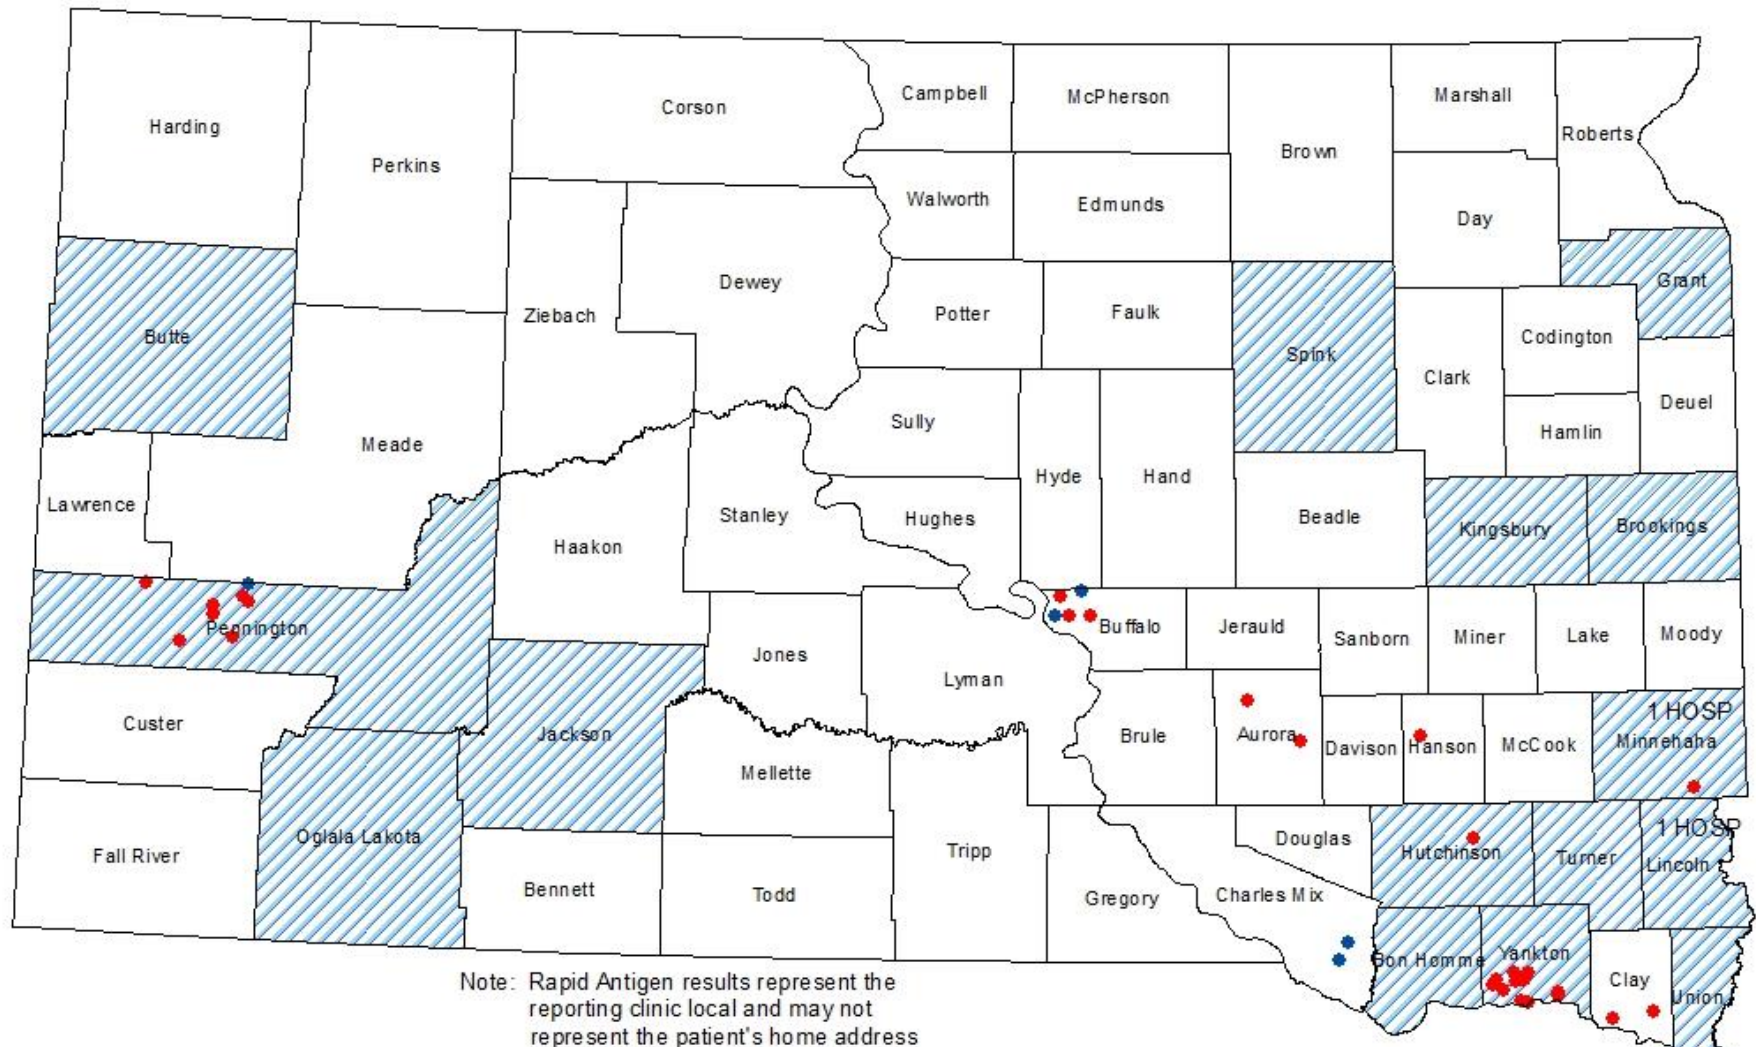 Harding
Perkins
Corson
Campbell
McPherson
Brown
Marshall
Roberts
Walworth
Edmunds
Day
Butte
Ziebach
Dewey
Potter
Faulk
Spink
Grant
Codington
Clark
Deuel
Hamlin
Meade
Lawrence
Sully
Hyde
Hand
Haakon
Stanley
Hughes
Beadle
Kingsbury
Brookings
Pennington
Buffalo
Jerauld
Sanborn
Miner
Lake
Moody
Jones
Lyman
Custer
Jackson
Brule
Aurora
Davison
Hanson
McCook
1 HOSP
Minnehaha
Mellette
Fall River
Oglala Lakota
Bennett
Todd
Tripp
Gregory
Douglas
Charles Mix
Hutchinson
Turner
1 HOSP
Lincoln
Bon Homme
Yankton
Clay
Union
Note: Rapid Antigen results represent the
reporting clinic local and may not
represent the patient's home address